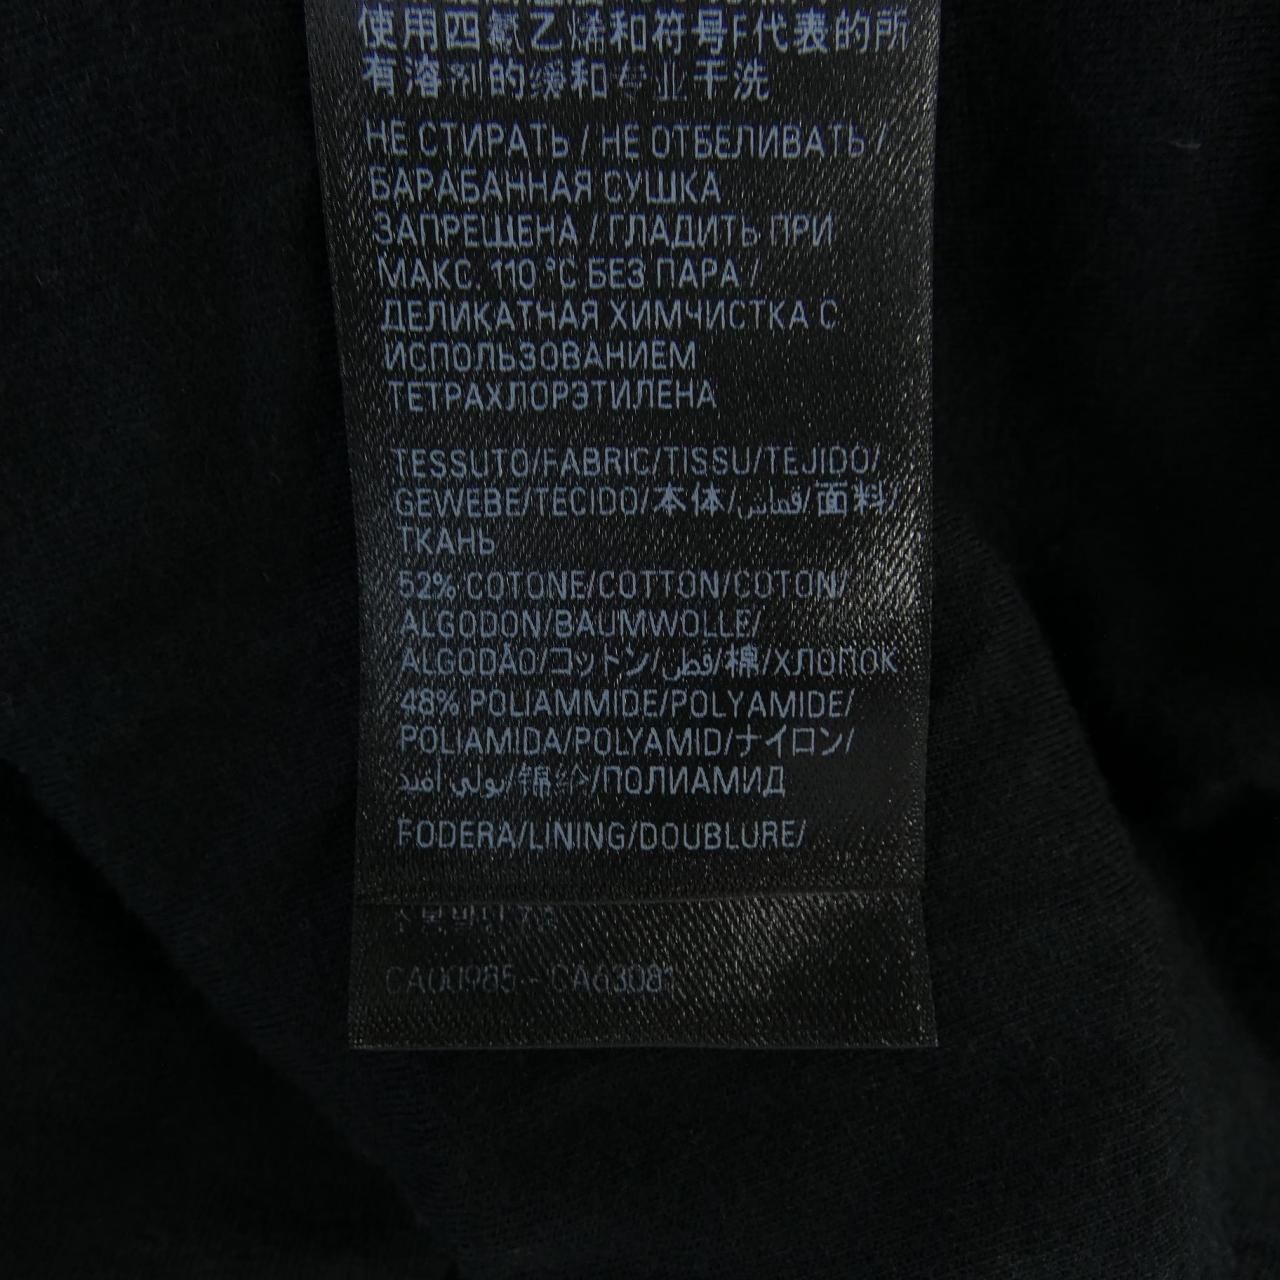 使用四氯乙烯和符号F代表的所
有溶剂的缓和专业干洗
НЕ СТИРАТЬ / НЕ ОТБЕЛИВАТЬ /
БАРАБАННАЯ СУШКА
ЗАПРЕЩЕНА / ГЛАДИТЬ ПРИ
МАКС. 110 °С БЕЗ ПАРА /
ДЕЛИКАТНАЯ ХИМЧИСТКА С
ИСПОЛЬЗОВАНИЕМ
ТЕТРАХЛОРЭТИЛЕНА
TESSUTO/FABRIC/TISSU/TEJIDO/
GEWEBE/TECIDO/本体/قماش/面料/
ТКАНЬ
52% COTONE/COTTON/COTON/
ALGODON/BAUMWOLLE/
ALGODÃO/コットン/قطن/棉/ХЛОПОК
48% POLIAMMIDE/POLYAMIDE/
POLIAMIDA/POLYAMID/ナイロン/
بولي أميد/锦纶/ПОЛИАМИД
FODERA/LINING/DOUBLURE/
CA00985 - CA63081